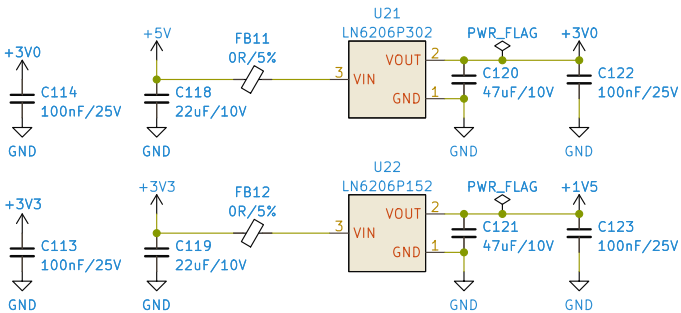 U21
+5V FB11 LN6206P302 PWR_FLAG +3V0
+3V0 0R/5% VOUT 2
C114 C118 3 VIN C120 C122
100nF/25V 22uF/10V GND 1 47uF/10V 100nF/25V
GND GND GND GND
U22
+3V3 FB12 LN6206P152 PWR_FLAG +1V5
+3V3 0R/5% VOUT 2
C113 C119 3 VIN C121 C123
100nF/25V 22uF/10V GND 1 47uF/10V 100nF/25V
GND GND GND GND